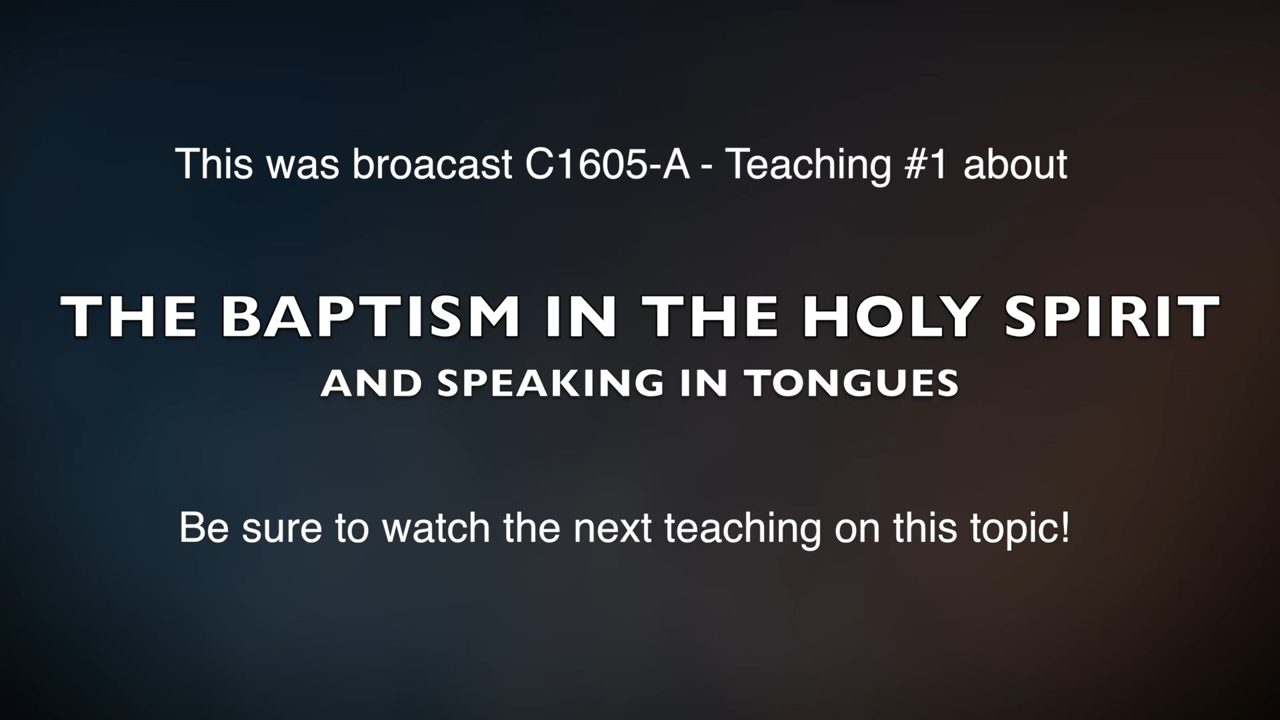 This was broacast C1605-A - Teaching #1 about
THE BAPTISM IN THE HOLY SPIRIT
AND SPEAKING IN TONGUES
Be sure to watch the next teaching on this topic!